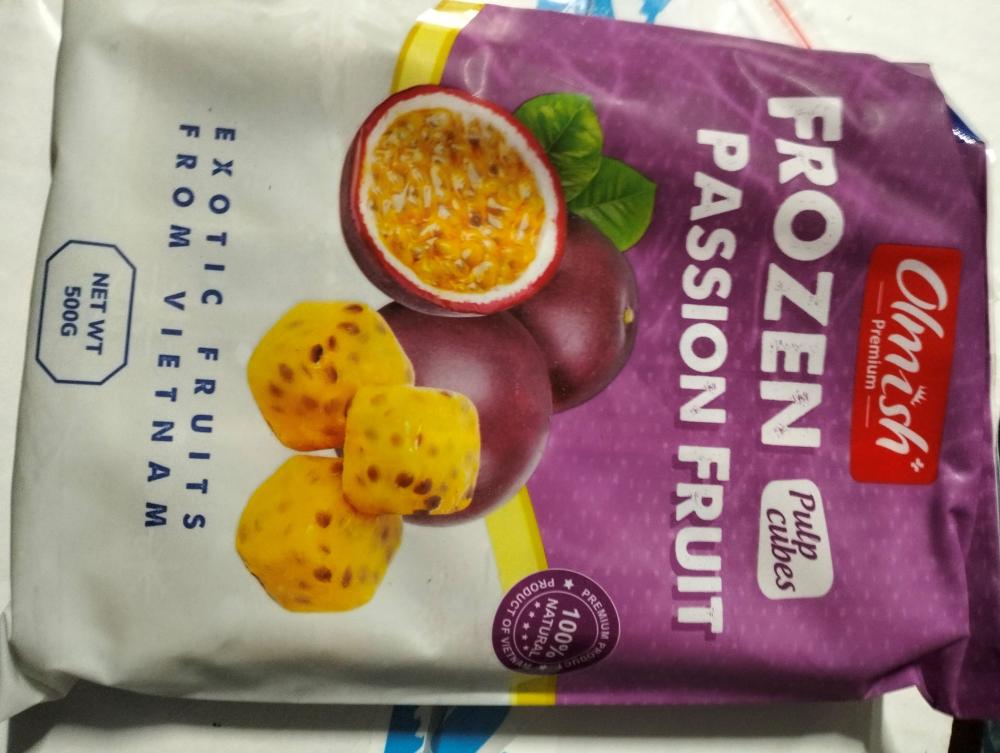 Olmish
Premium
FROZEN
Pulp
cubes
PASSION FRUIT
PREMIUM PRODUCT
100%
NATURAL
PRODUCT OF VIETNAM
EXOTIC FRUITS
FROM VIETNAM
NET WT
500G